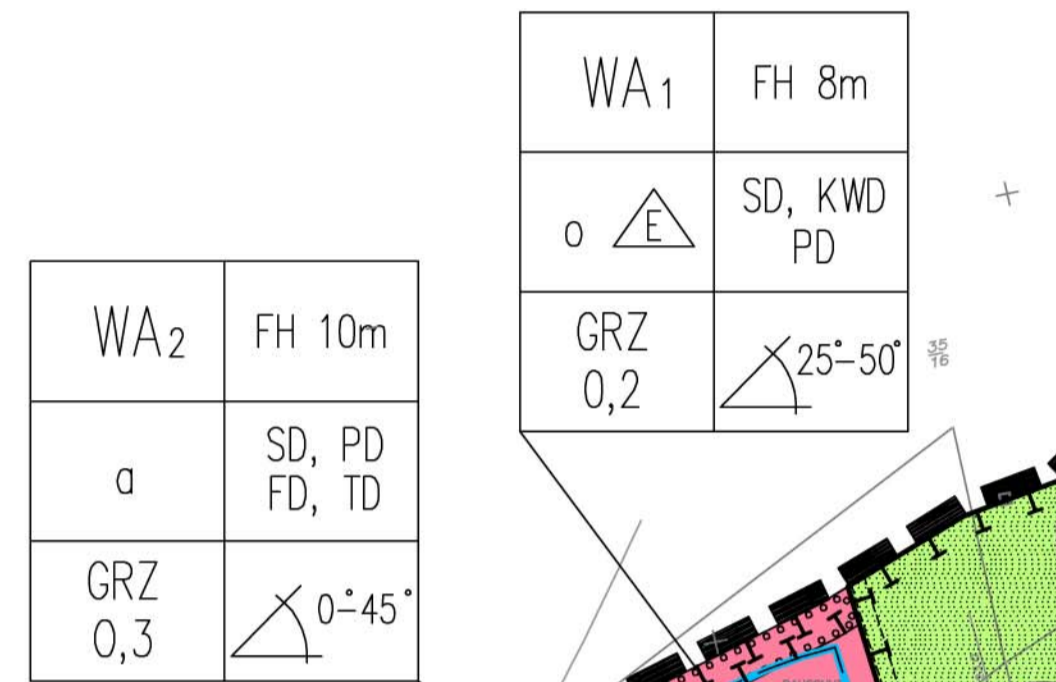 WA1
FH 8m
o E
SD, KWD
PD
GRZ
0,2
25°-50°
WA2
FH 10m
a
SD, PD
FD, TD
GRZ
0,3
0°-45°
35
16